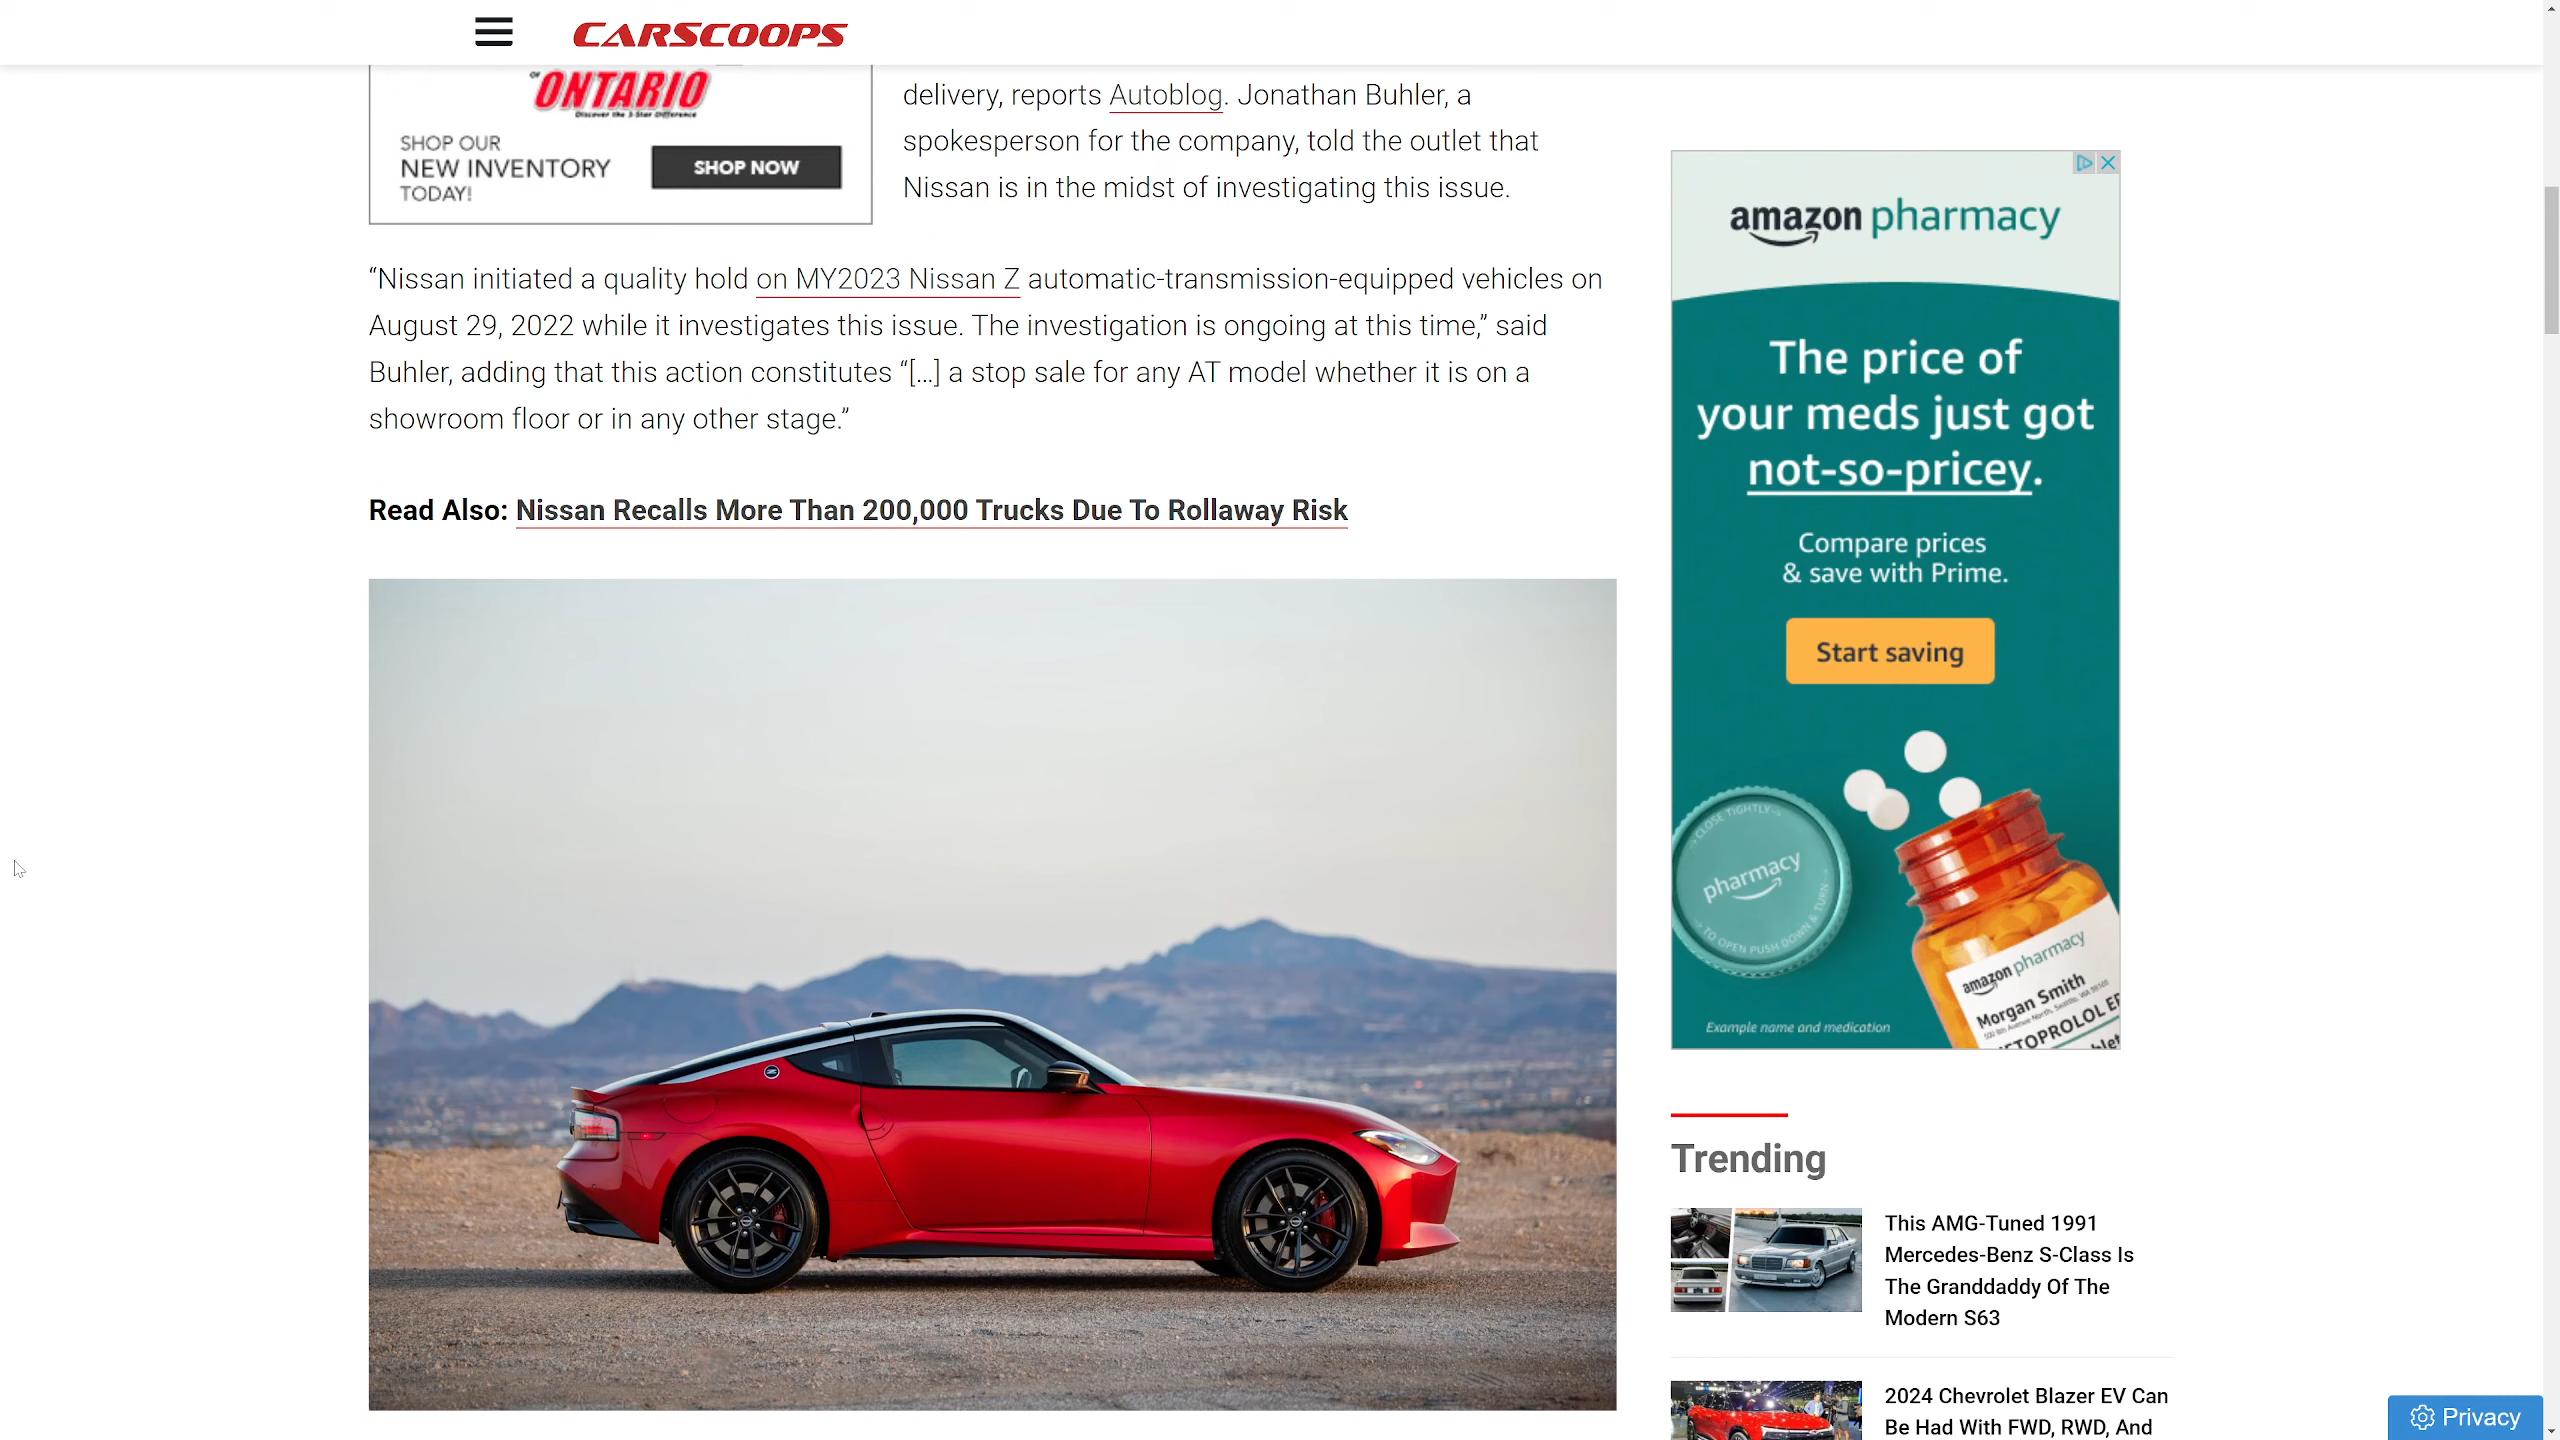 CARSCOOPS
OF
ONTARIO
Discover the 3-Star Difference
SHOP OUR
NEW INVENTORY
TODAY!
SHOP NOW
delivery, reports Autoblog. Jonathan Buhler, a
spokesperson for the company, told the outlet that
Nissan is in the midst of investigating this issue.
“Nissan initiated a quality hold on MY2023 Nissan Z automatic-transmission-equipped vehicles on
August 29, 2022 while it investigates this issue. The investigation is ongoing at this time,” said
Buhler, adding that this action constitutes “[…] a stop sale for any AT model whether it is on a
showroom floor or in any other stage.”
Read Also: Nissan Recalls More Than 200,000 Trucks Due To Rollaway Risk
amazon pharmacy
The price of
your meds just got
not-so-pricey.
Compare prices
& save with Prime.
Start saving
CLOSE TIGHTLY
pharmacy
TO OPEN PUSH DOWN & TURN
amazon pharmacy
Morgan Smith
Example name and medication
Trending
This AMG-Tuned 1991
Mercedes-Benz S-Class Is
The Granddaddy Of The
Modern S63
2024 Chevrolet Blazer EV Can
Be Had With FWD, RWD, And
Privacy